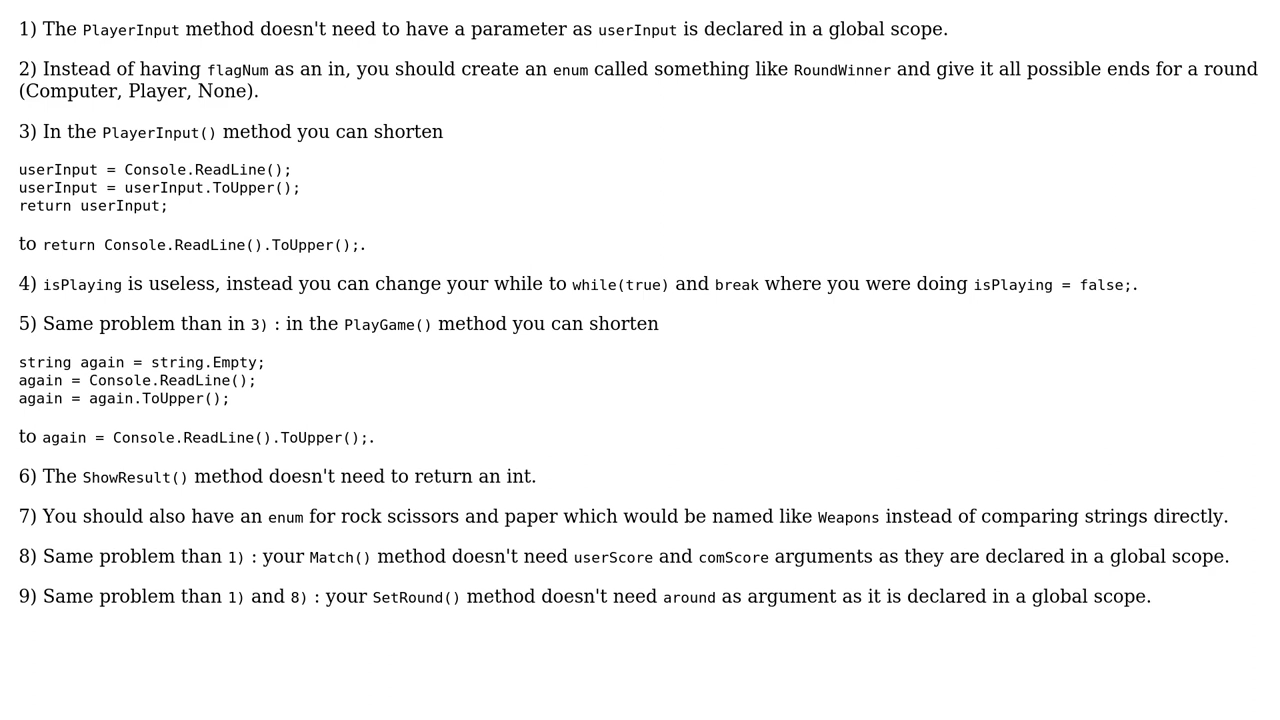 1) The PlayerInput method doesn't need to have a parameter as userInput is declared in a global scope.
2) Instead of having flagNum as an in, you should create an enum called something like RoundWinner and give it all possible ends for a round
(Computer, Player, None).
3) In the PlayerInput() method you can shorten
userInput = Console.ReadLine();
userInput = userInput.ToUpper();
return userInput;
to return Console.ReadLine().ToUpper();.
4) isPlaying is useless, instead you can change your while to while(true) and break where you were doing isPlaying = false;.
5) Same problem than in 3) : in the PlayGame() method you can shorten
string again = string.Empty;
again = Console.ReadLine();
again = again.ToUpper();
to again = Console.ReadLine().ToUpper();.
6) The ShowResult() method doesn't need to return an int.
7) You should also have an enum for rock scissors and paper which would be named like Weapons instead of comparing strings directly.
8) Same problem than 1) : your Match() method doesn't need userScore and comScore arguments as they are declared in a global scope.
9) Same problem than 1) and 8) : your SetRound() method doesn't need around as argument as it is declared in a global scope.